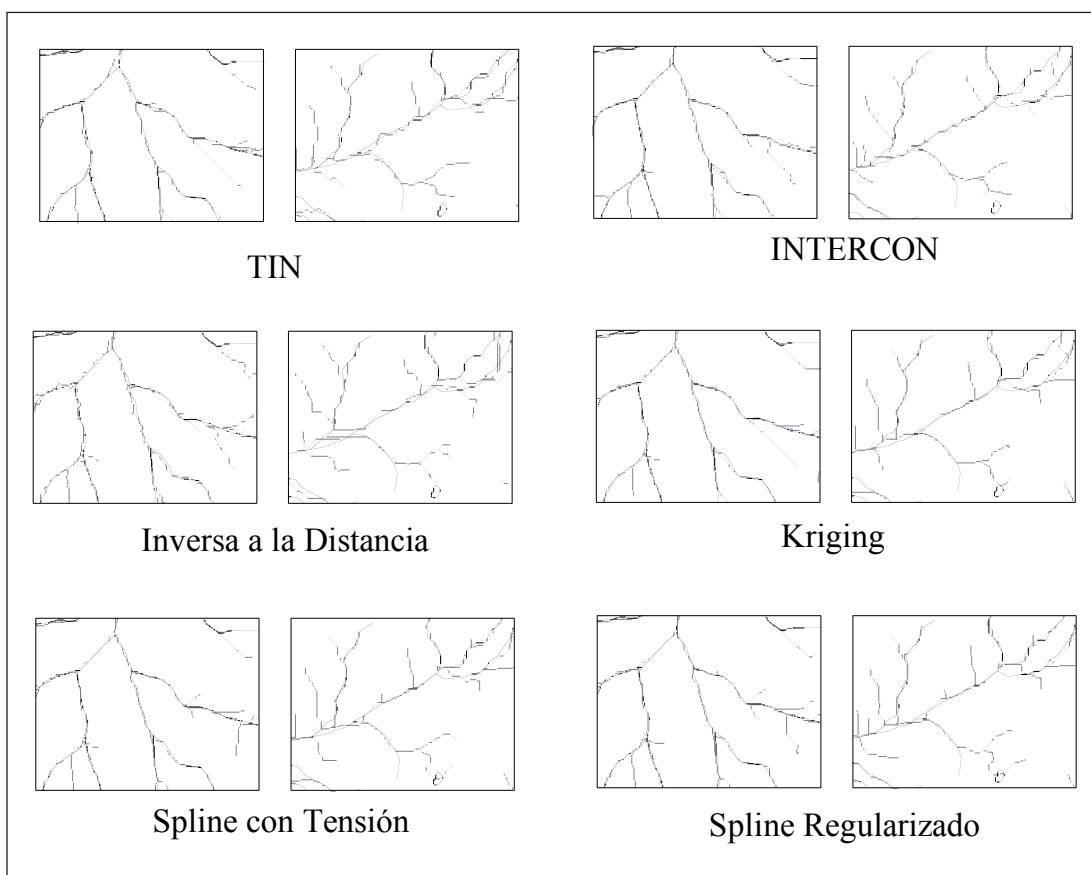 TIN
INTERCON
Inversa a la Distancia
Kriging
Spline con Tensión
Spline Regularizado